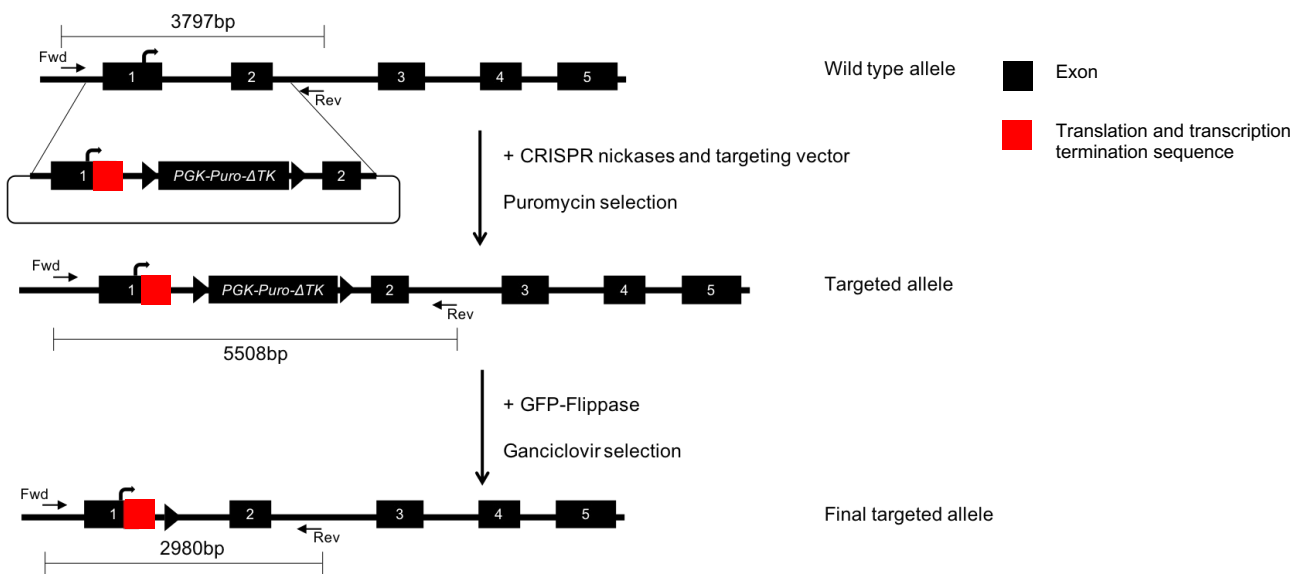 3797bp
Fwd
1
2
3
4
5
Rev
Wild type allele
Exon
Translation and transcription
termination sequence
1
PGK-Puro-ΔTK
2
+ CRISPR nickases and targeting vector
Puromycin selection
Fwd
1
PGK-Puro-ΔTK
2
3
4
5
Rev
Targeted allele
5508bp
+ GFP-Flippase
Ganciclovir selection
Fwd
1
2
3
4
5
Rev
Final targeted allele
2980bp